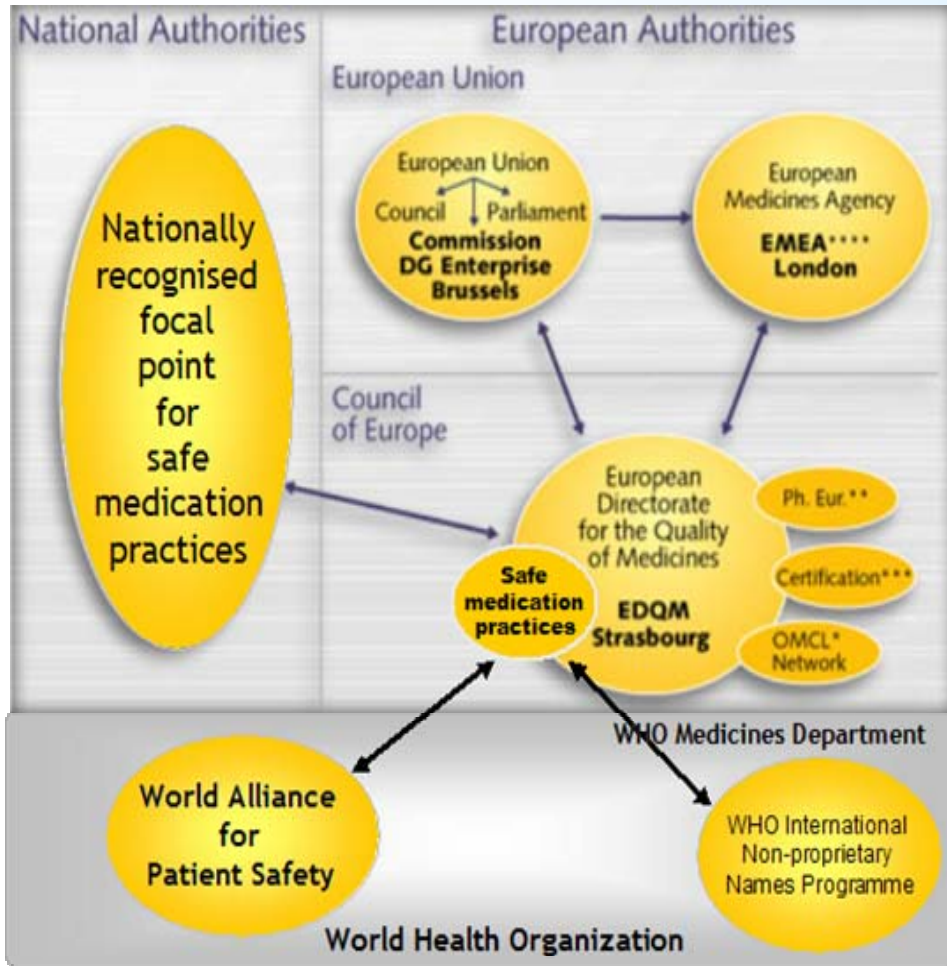 National Authorities
European Authorities
European Union
Nationally
recognised
focal
point
for
safe
medication
practices
European Union
Council Parliament
Commission
DG Enterprise
Brussels
European
Medicines Agency
EMEA****
London
Council
of Europe
European
Directorate
for the Quality
of Medicines
EDQM
Strasbourg
Safe
medication
practices
Ph. Eur.**
Certification***
OMCL*
Network
WHO Medicines Department
World Alliance
for
Patient Safety
WHO International
Non-proprietary
Names Programme
World Health Organization